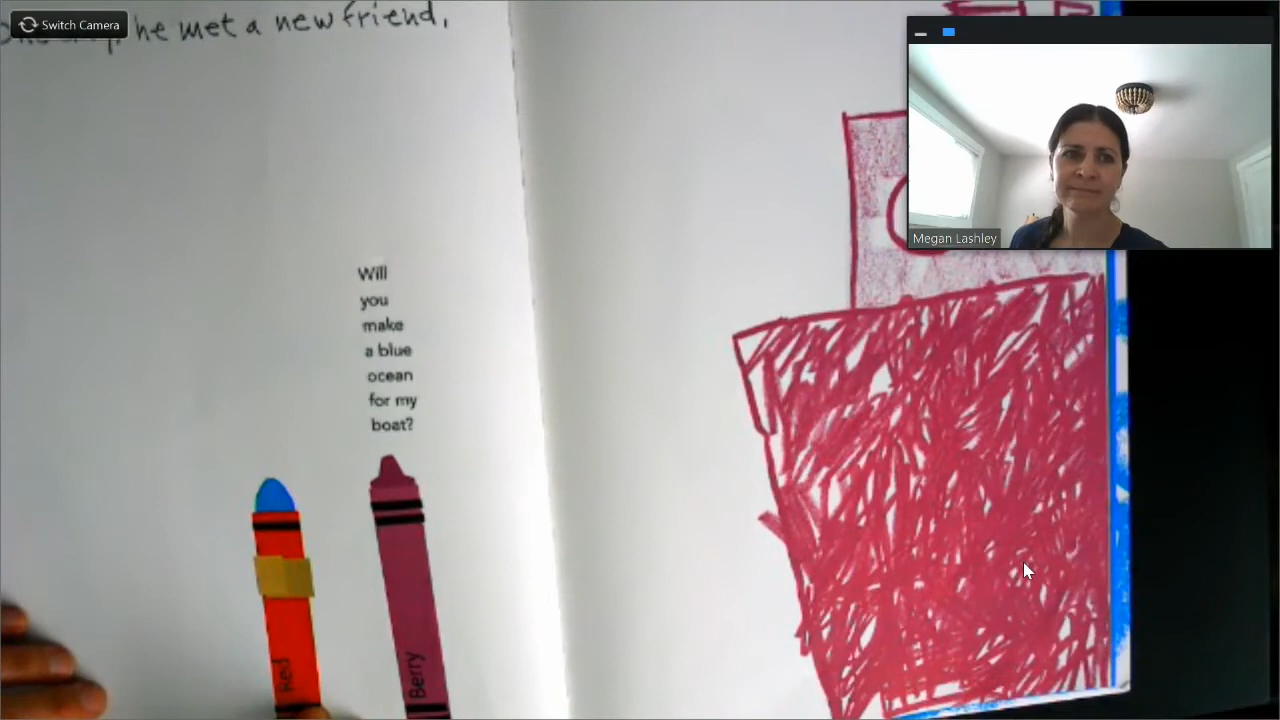 Switch Camera
he met a new friend.
Will
you
make
a blue
ocean
for my
boat?
Red
Berry
Megan Lashley